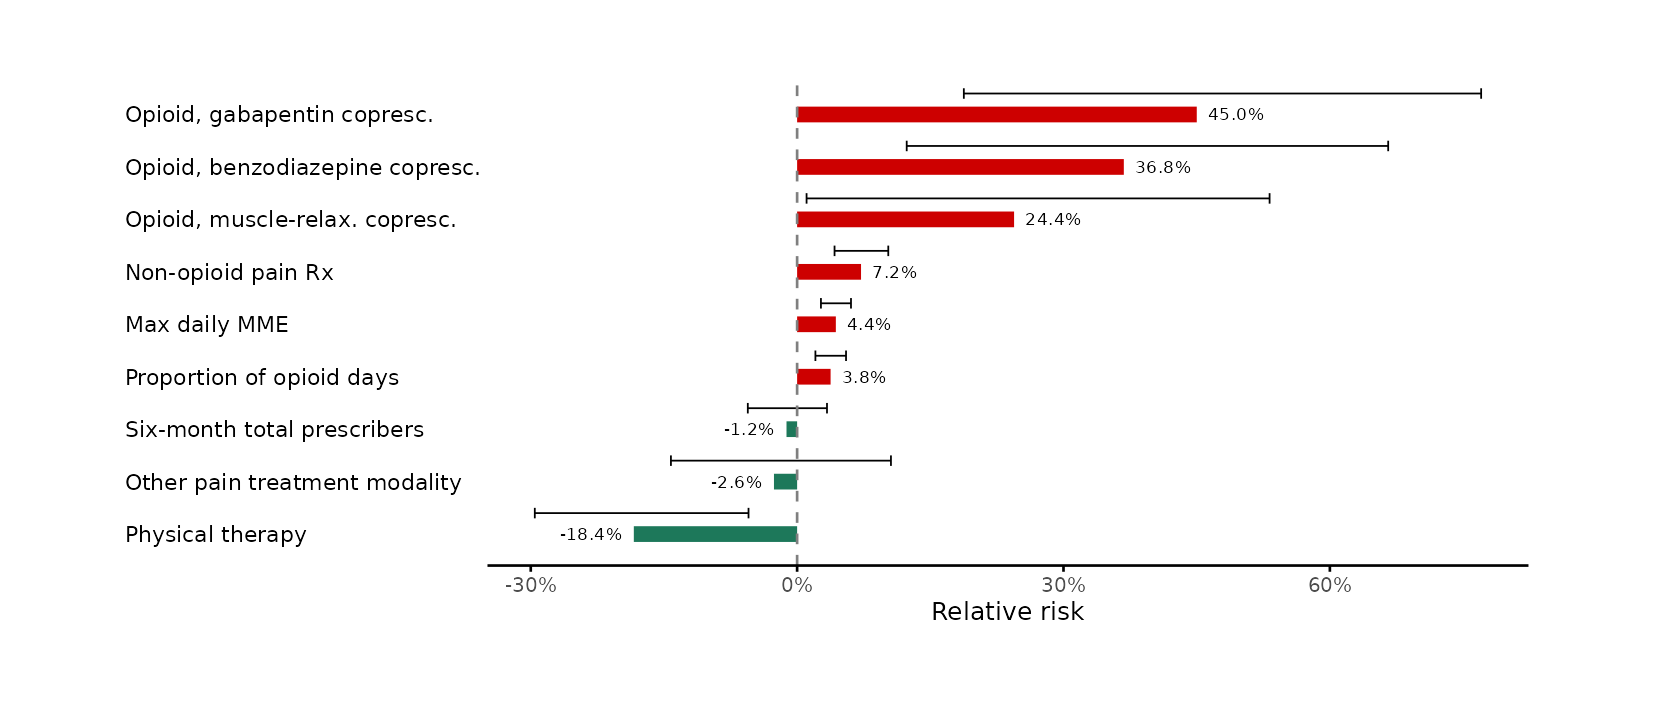 Opioid, gabapentin copresc. 45.0%
Opioid, benzodiazepine copresc. 36.8%
Opioid, muscle-relax. copresc. 24.4%
Non-opioid pain Rx 7.2%
Max daily MME 4.4%
Proportion of opioid days 3.8%
Six-month total prescribers -1.2%
Other pain treatment modality -2.6%
Physical therapy -18.4%
-30% 0% 30% 60%
Relative risk